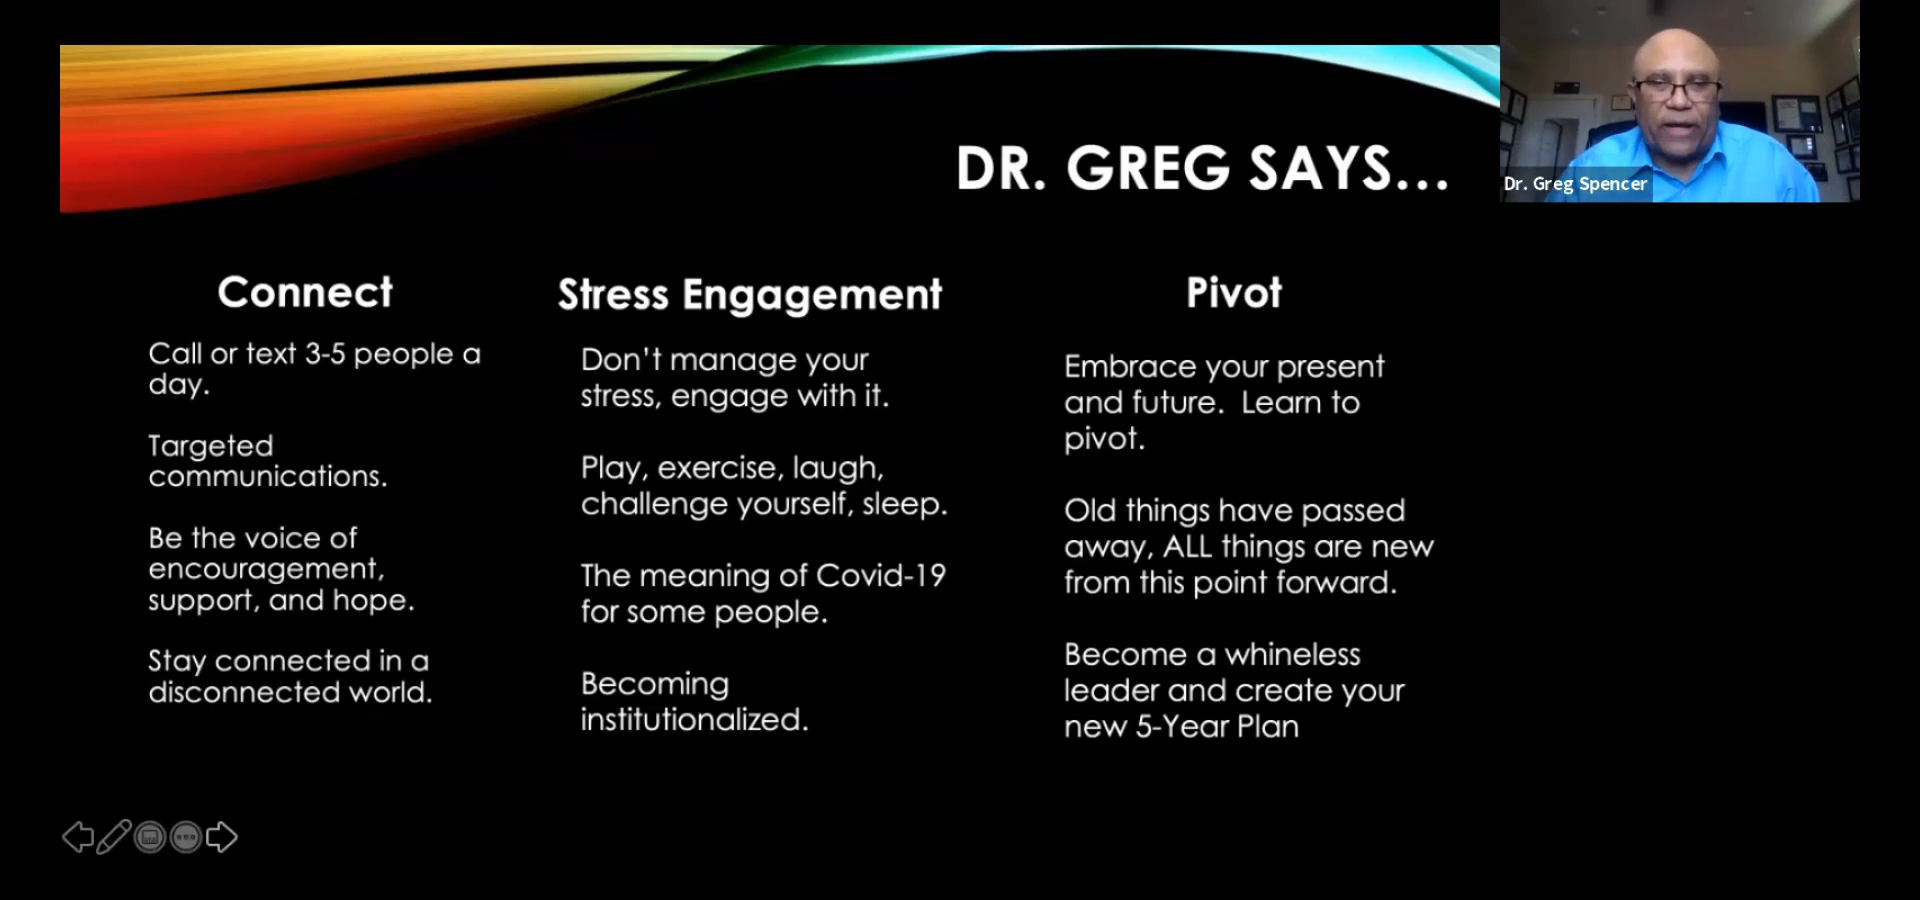 DR. GREG SAYS...
Dr. Greg Spencer
Connect
Call or text 3-5 people a
day.
Targeted
communications.
Be the voice of
encouragement,
support, and hope.
Stay connected in a
disconnected world.
Stress Engagement
Don't manage your
stress, engage with it.
Play, exercise, laugh,
challenge yourself, sleep.
The meaning of Covid-19
for some people.
Becoming
institutionalized.
Pivot
Embrace your present
and future.  Learn to
pivot.
Old things have passed
away, ALL things are new
from this point forward.
Become a whineless
leader and create your
new 5-Year Plan